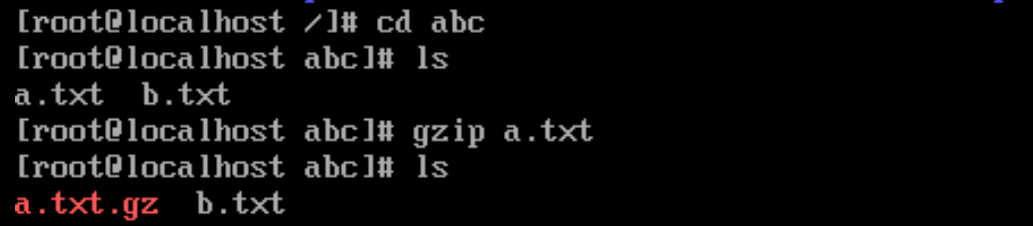 [root@localhost /]# cd abc
[root@localhost abc]# ls
a.txt  b.txt
[root@localhost abc]# gzip a.txt
[root@localhost abc]# ls
a.txt.gz  b.txt